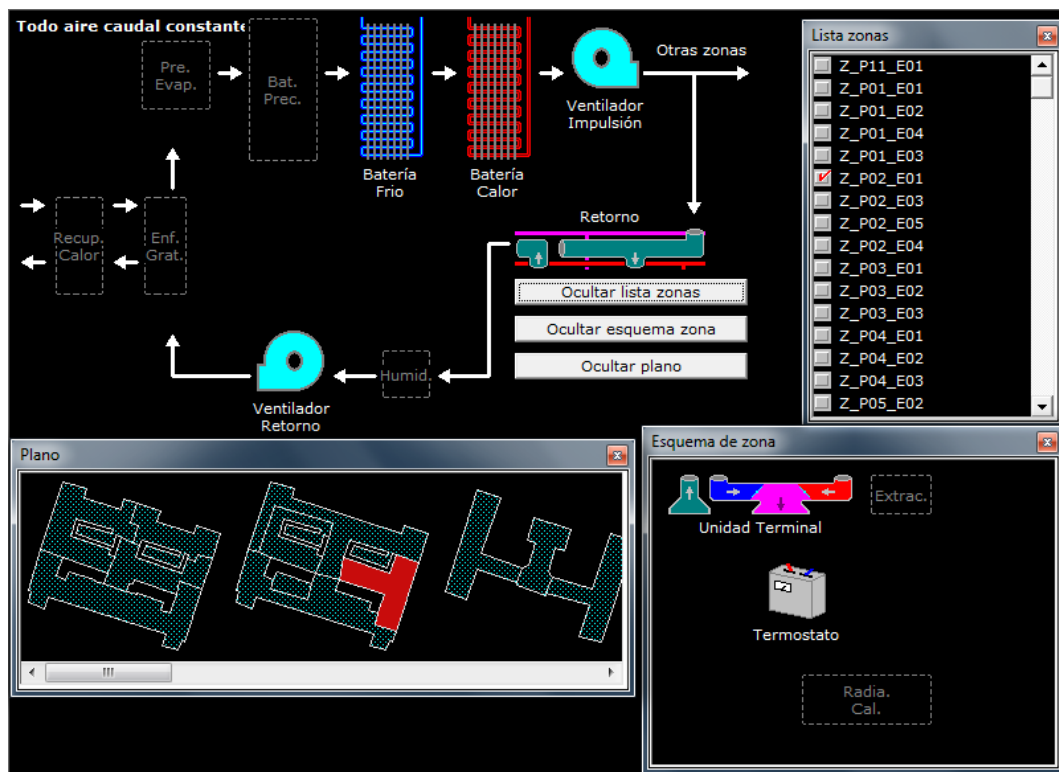 Todo aire caudal constante
Pre.
Evap.
Bat.
Prec.
Batería
Frio
Batería
Calor
Ventilador
Impulsión
Otras zonas
Recup.
Calor
Enf.
Grat.
Retorno
Ocultar lista zonas
Ocultar esquema zona
Ocultar plano
Humid.
Ventilador
Retorno
Lista zonas
Z_P11_E01
Z_P01_E01
Z_P01_E02
Z_P01_E04
Z_P01_E03
Z_P02_E01
Z_P02_E03
Z_P02_E05
Z_P02_E04
Z_P03_E01
Z_P03_E02
Z_P03_E03
Z_P04_E01
Z_P04_E02
Z_P04_E03
Z_P05_E02
Plano
Esquema de zona
Extrac.
Unidad Terminal
Termostato
Radia.
Cal.